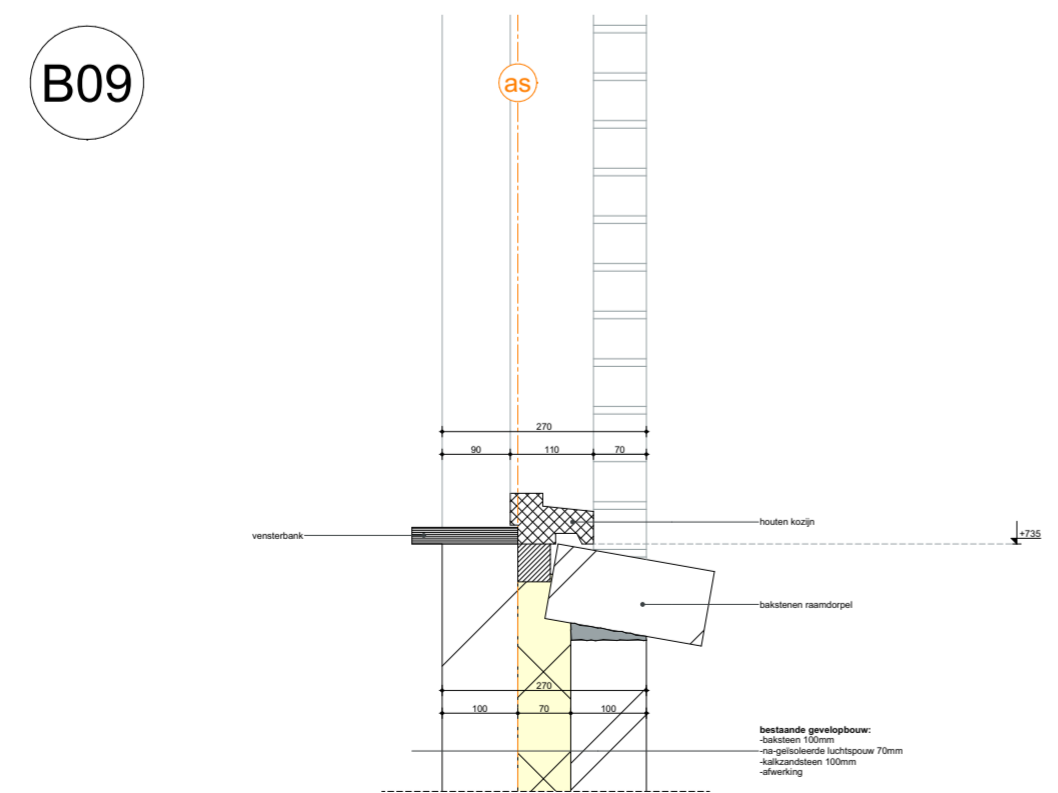 B09
as
270
90 110 70
houten kozijn
vensterbank
+735
bakstenen raamdorpel
270
100 70 100
bestaande gevelopbouw:
-baksteen 100mm
-na-geïsoleerde luchtspouw 70mm
-kalkzandsteen 100mm
-afwerking